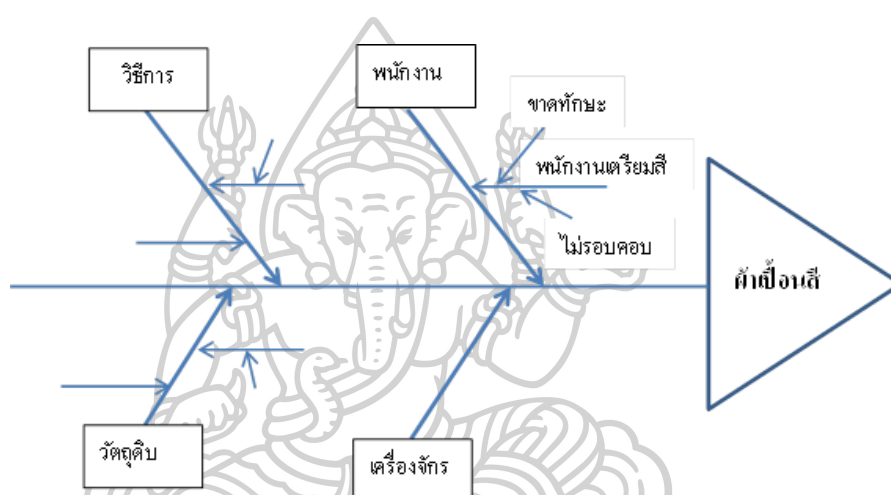 วิธีการ
พนักงาน
ขาดทักษะ
พนักงานเตรียมสี
ไม่รอบคอบ
ผ้าเปื้อนสี
วัตถุดิบ
เครื่องจักร